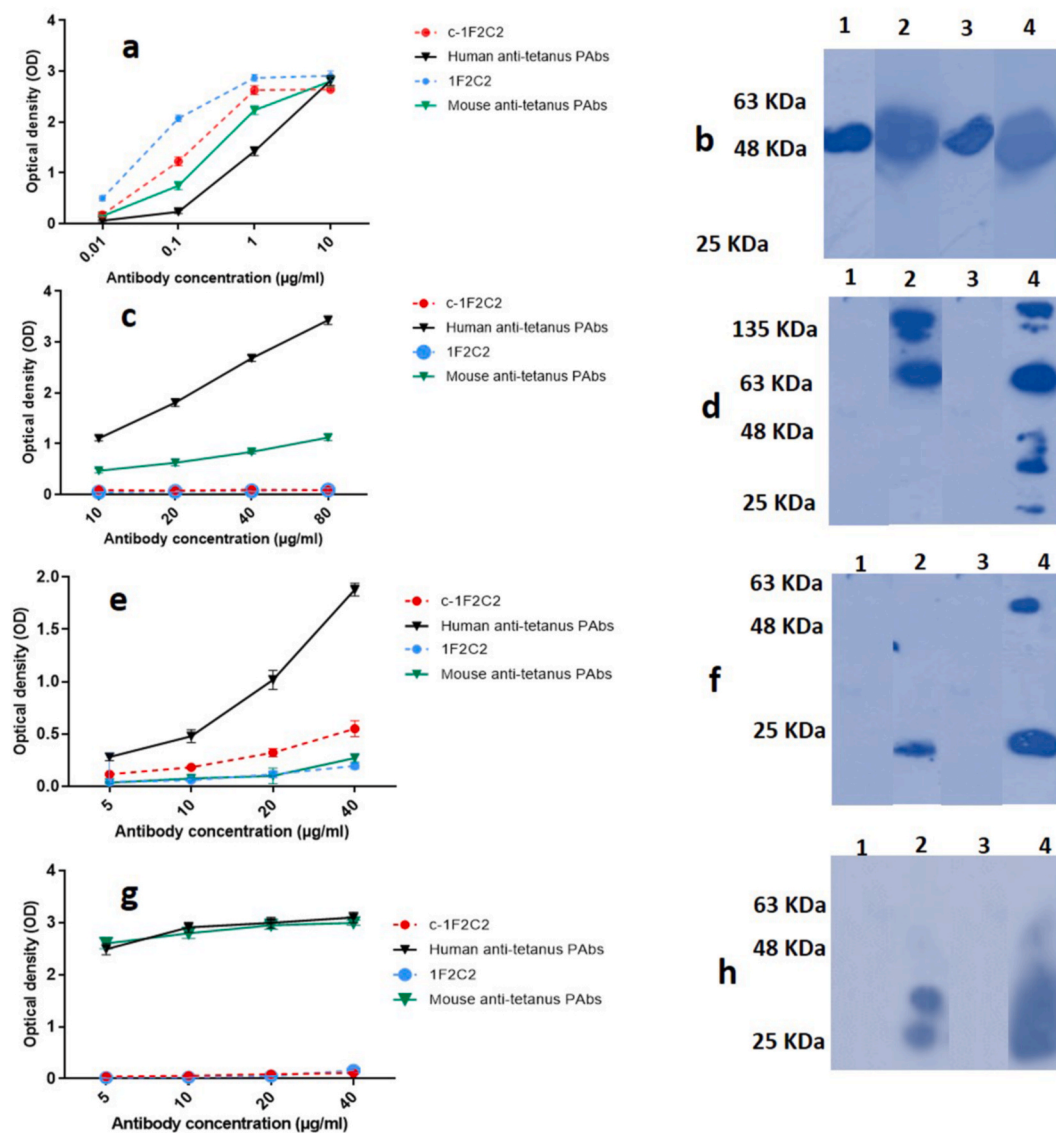 a
Optical density (OD)
4
3
2
1
0
0.01
0.1
1
10
Antibody concentration (μg/ml)
c-1F2C2
Human anti-tetanus PAbs
1F2C2
Mouse anti-tetanus PAbs
b
1 2 3 4
63 KDa
48 KDa
25 KDa
c
Optical density (OD)
4
3
2
1
0
10
20
40
80
Antibody concentration (μg/ml)
c-1F2C2
Human anti-tetanus PAbs
1F2C2
Mouse anti-tetanus PAbs
d
1 2 3 4
135 KDa
63 KDa
48 KDa
25 KDa
e
Optical density (OD)
2.0
1.5
1.0
0.5
0.0
5
10
20
40
Antibody concentration (μg/ml)
c-1F2C2
Human anti-tetanus PAbs
1F2C2
Mouse anti-tetanus PAbs
f
1 2 3 4
63 KDa
48 KDa
25 KDa
g
Optical density (OD)
4
3
2
1
0
5
10
20
40
Antibody concentration (μg/ml)
c-1F2C2
Human anti-tetanus PAbs
1F2C2
Mouse anti-tetanus PAbs
h
1 2 3 4
63 KDa
48 KDa
25 KDa